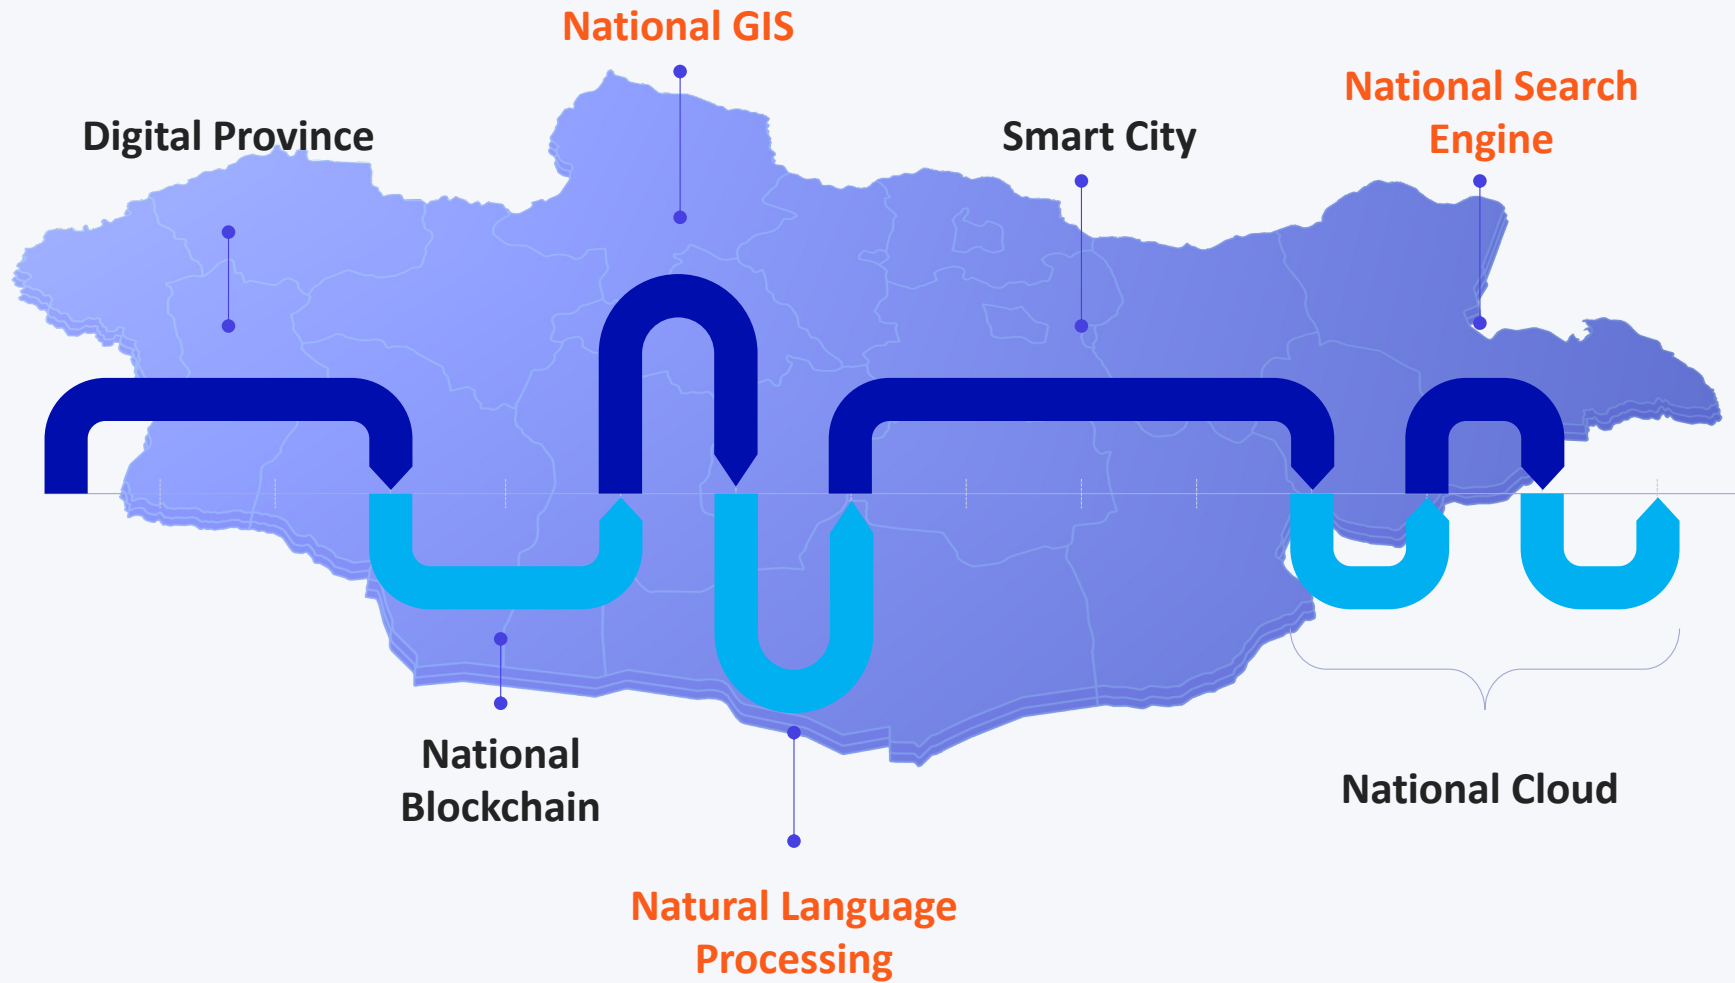 National GIS
Digital Province
Smart City
National Search
Engine
National
Blockchain
National Cloud
Natural Language
Processing